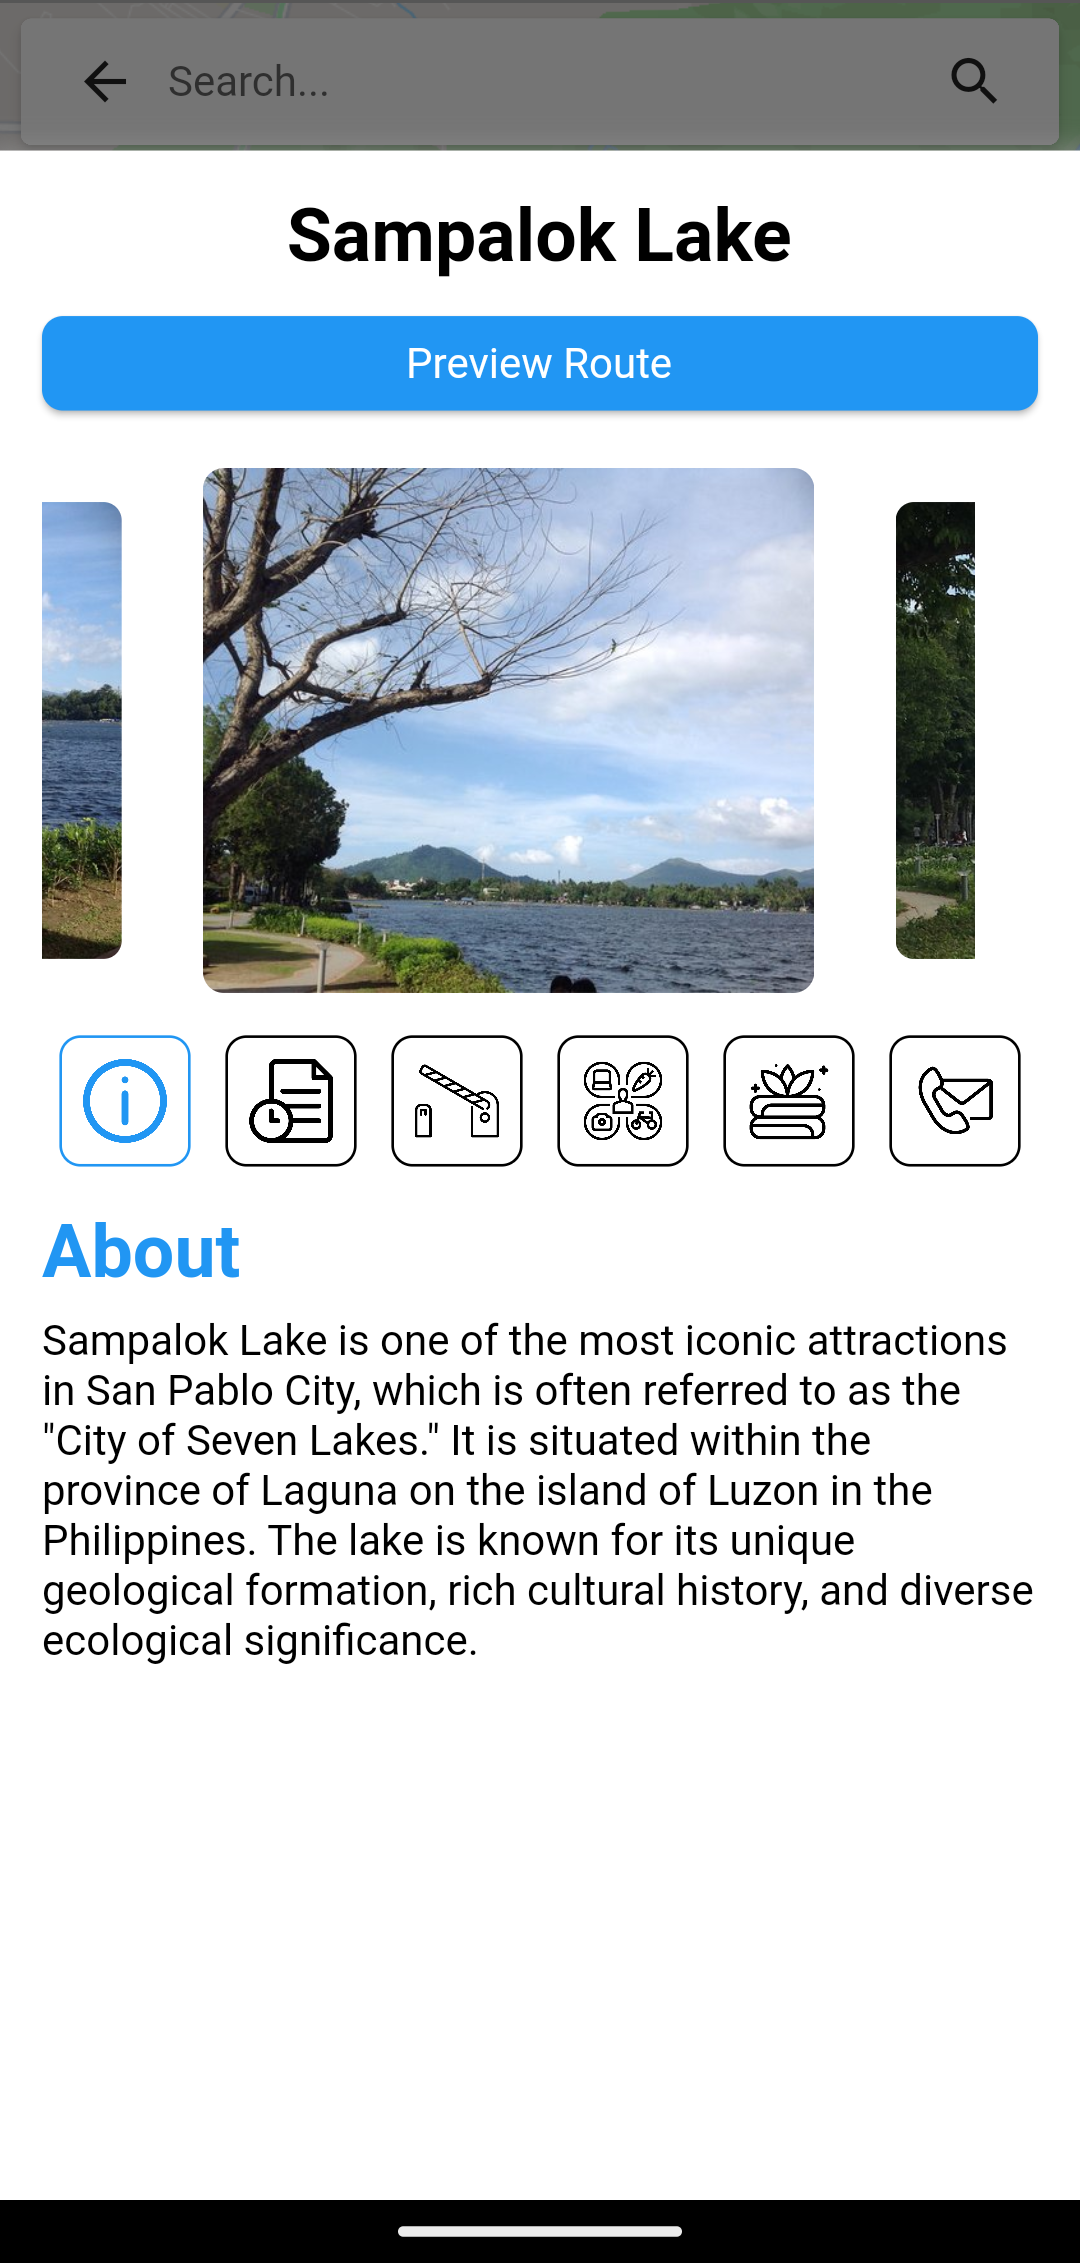 Search...
Sampalok Lake
Preview Route
About
Sampalok Lake is one of the most iconic attractions
in San Pablo City, which is often referred to as the
"City of Seven Lakes." It is situated within the
province of Laguna on the island of Luzon in the
Philippines. The lake is known for its unique
geological formation, rich cultural history, and diverse
ecological significance.